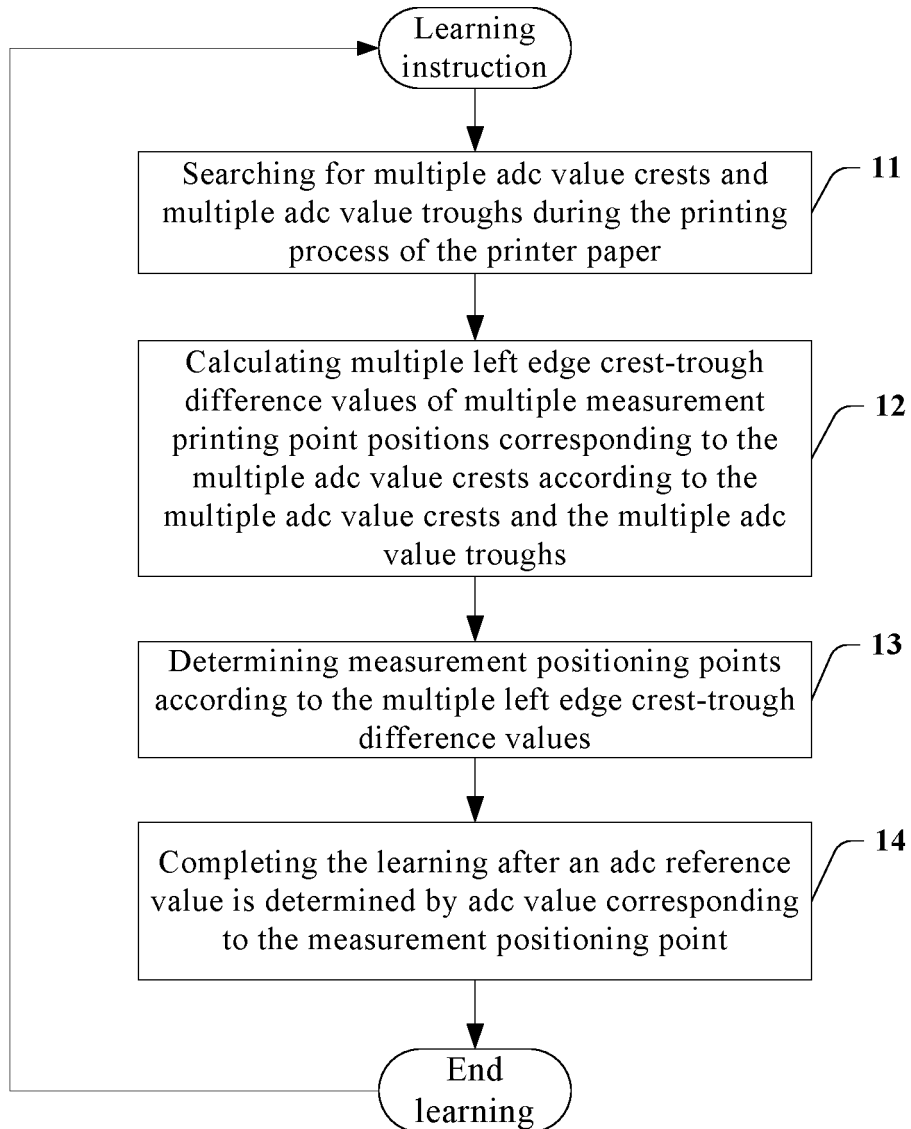 Learning
instruction
Searching for multiple adc value crests and
multiple adc value troughs during the printing
process of the printer paper
11
Calculating multiple left edge crest-trough
difference values of multiple measurement
printing point positions corresponding to the
multiple adc value crests according to the
multiple adc value crests and the multiple adc
value troughs
12
Determining measurement positioning points
according to the multiple left edge crest-trough
difference values
13
Completing the learning after an adc reference
value is determined by adc value corresponding
to the measurement positioning point
14
End
learning